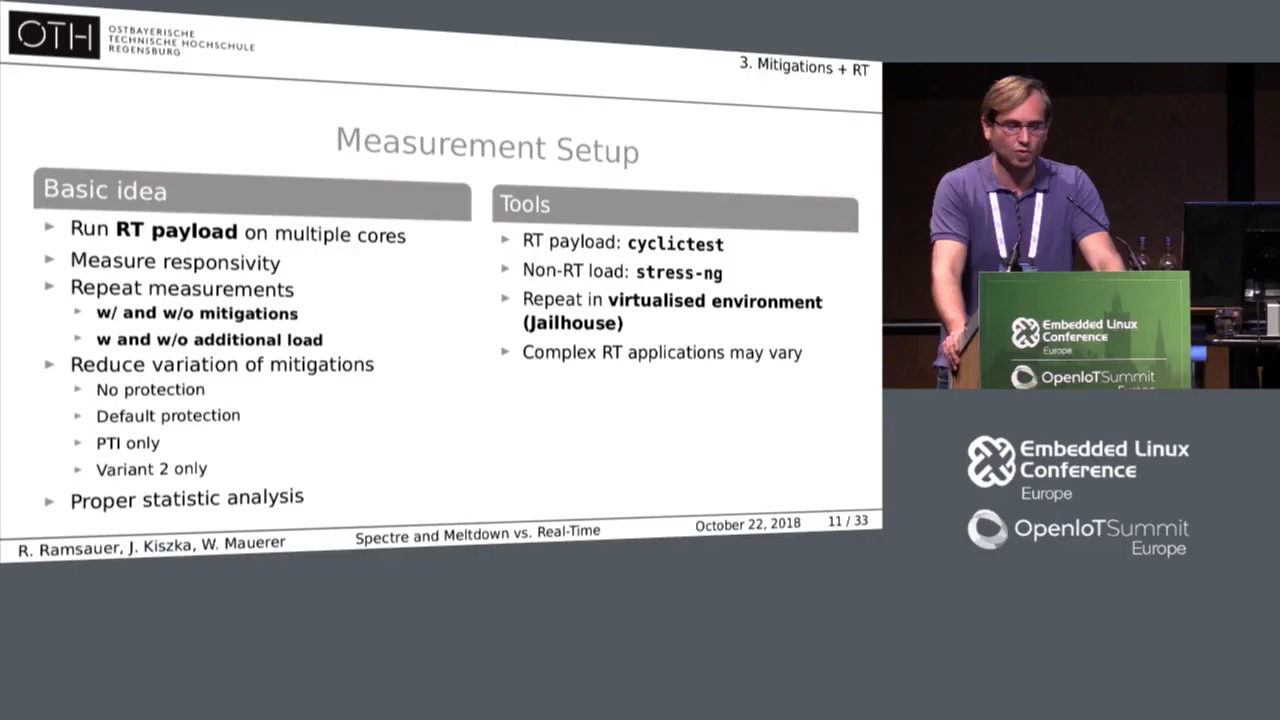 OTH
OSTBAYERISCHE
TECHNISCHE HOCHSCHULE
REGENSBURG
3. Mitigations + RT
Measurement Setup
Basic idea
Run RT payload on multiple cores
Measure responsivity
Repeat measurements
w/ and w/o mitigations
w and w/o additional load
Reduce variation of mitigations
No protection
Default protection
PTI only
Variant 2 only
Proper statistic analysis
Tools
RT payload: cyclictest
Non-RT load: stress-ng
Repeat in virtualised environment
(Jailhouse)
Complex RT applications may vary
R. Ramsauer, J. Kiszka, W. Mauerer
Spectre and Meltdown vs. Real-Time
October 22, 2018
11 / 33
Embedded Linux
Conference
Europe
OpenIoTSummit
Europe
Embedded Linux
Conference
Europe
OpenIoTSummit
Europe